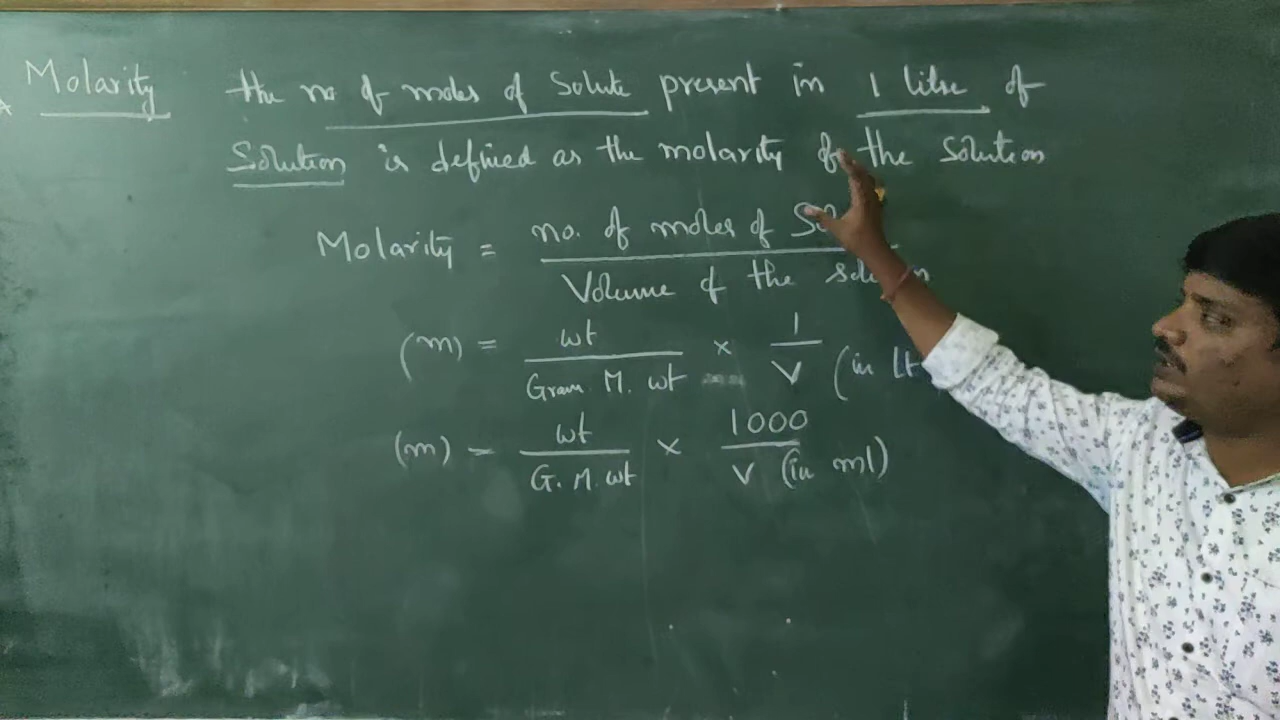 Molarity the no of moles of Solute present in 1 litre of
Solution is defined as the molarity of the solution
Molarity = no. of moles of
Volume of the
(m) = wt / Gram M. wt × 1 / V (in Lt
(m) = wt / G. M. wt × 1000 / V (in ml)